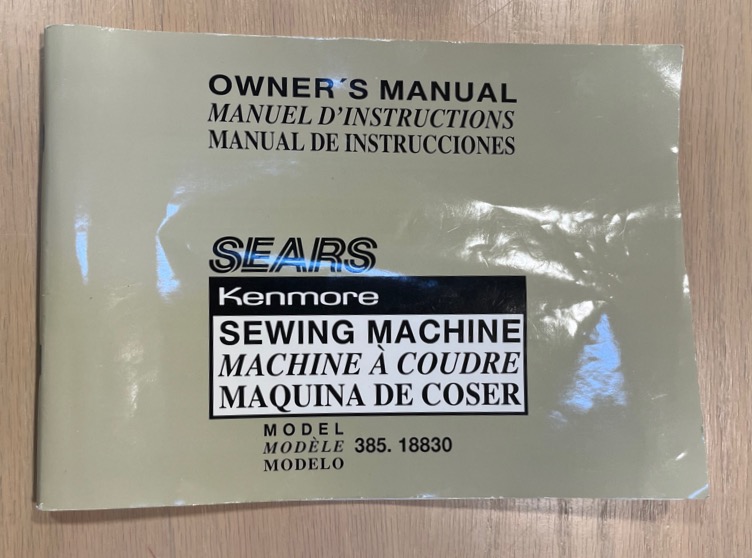 OWNER´S MANUAL
MANUEL D'INSTRUCTIONS
MANUAL DE INSTRUCCIONES
SEARS
Kenmore
SEWING MACHINE
MACHINE À COUDRE
MAQUINA DE COSER
MODEL
MODÈLE 385. 18830
MODELO